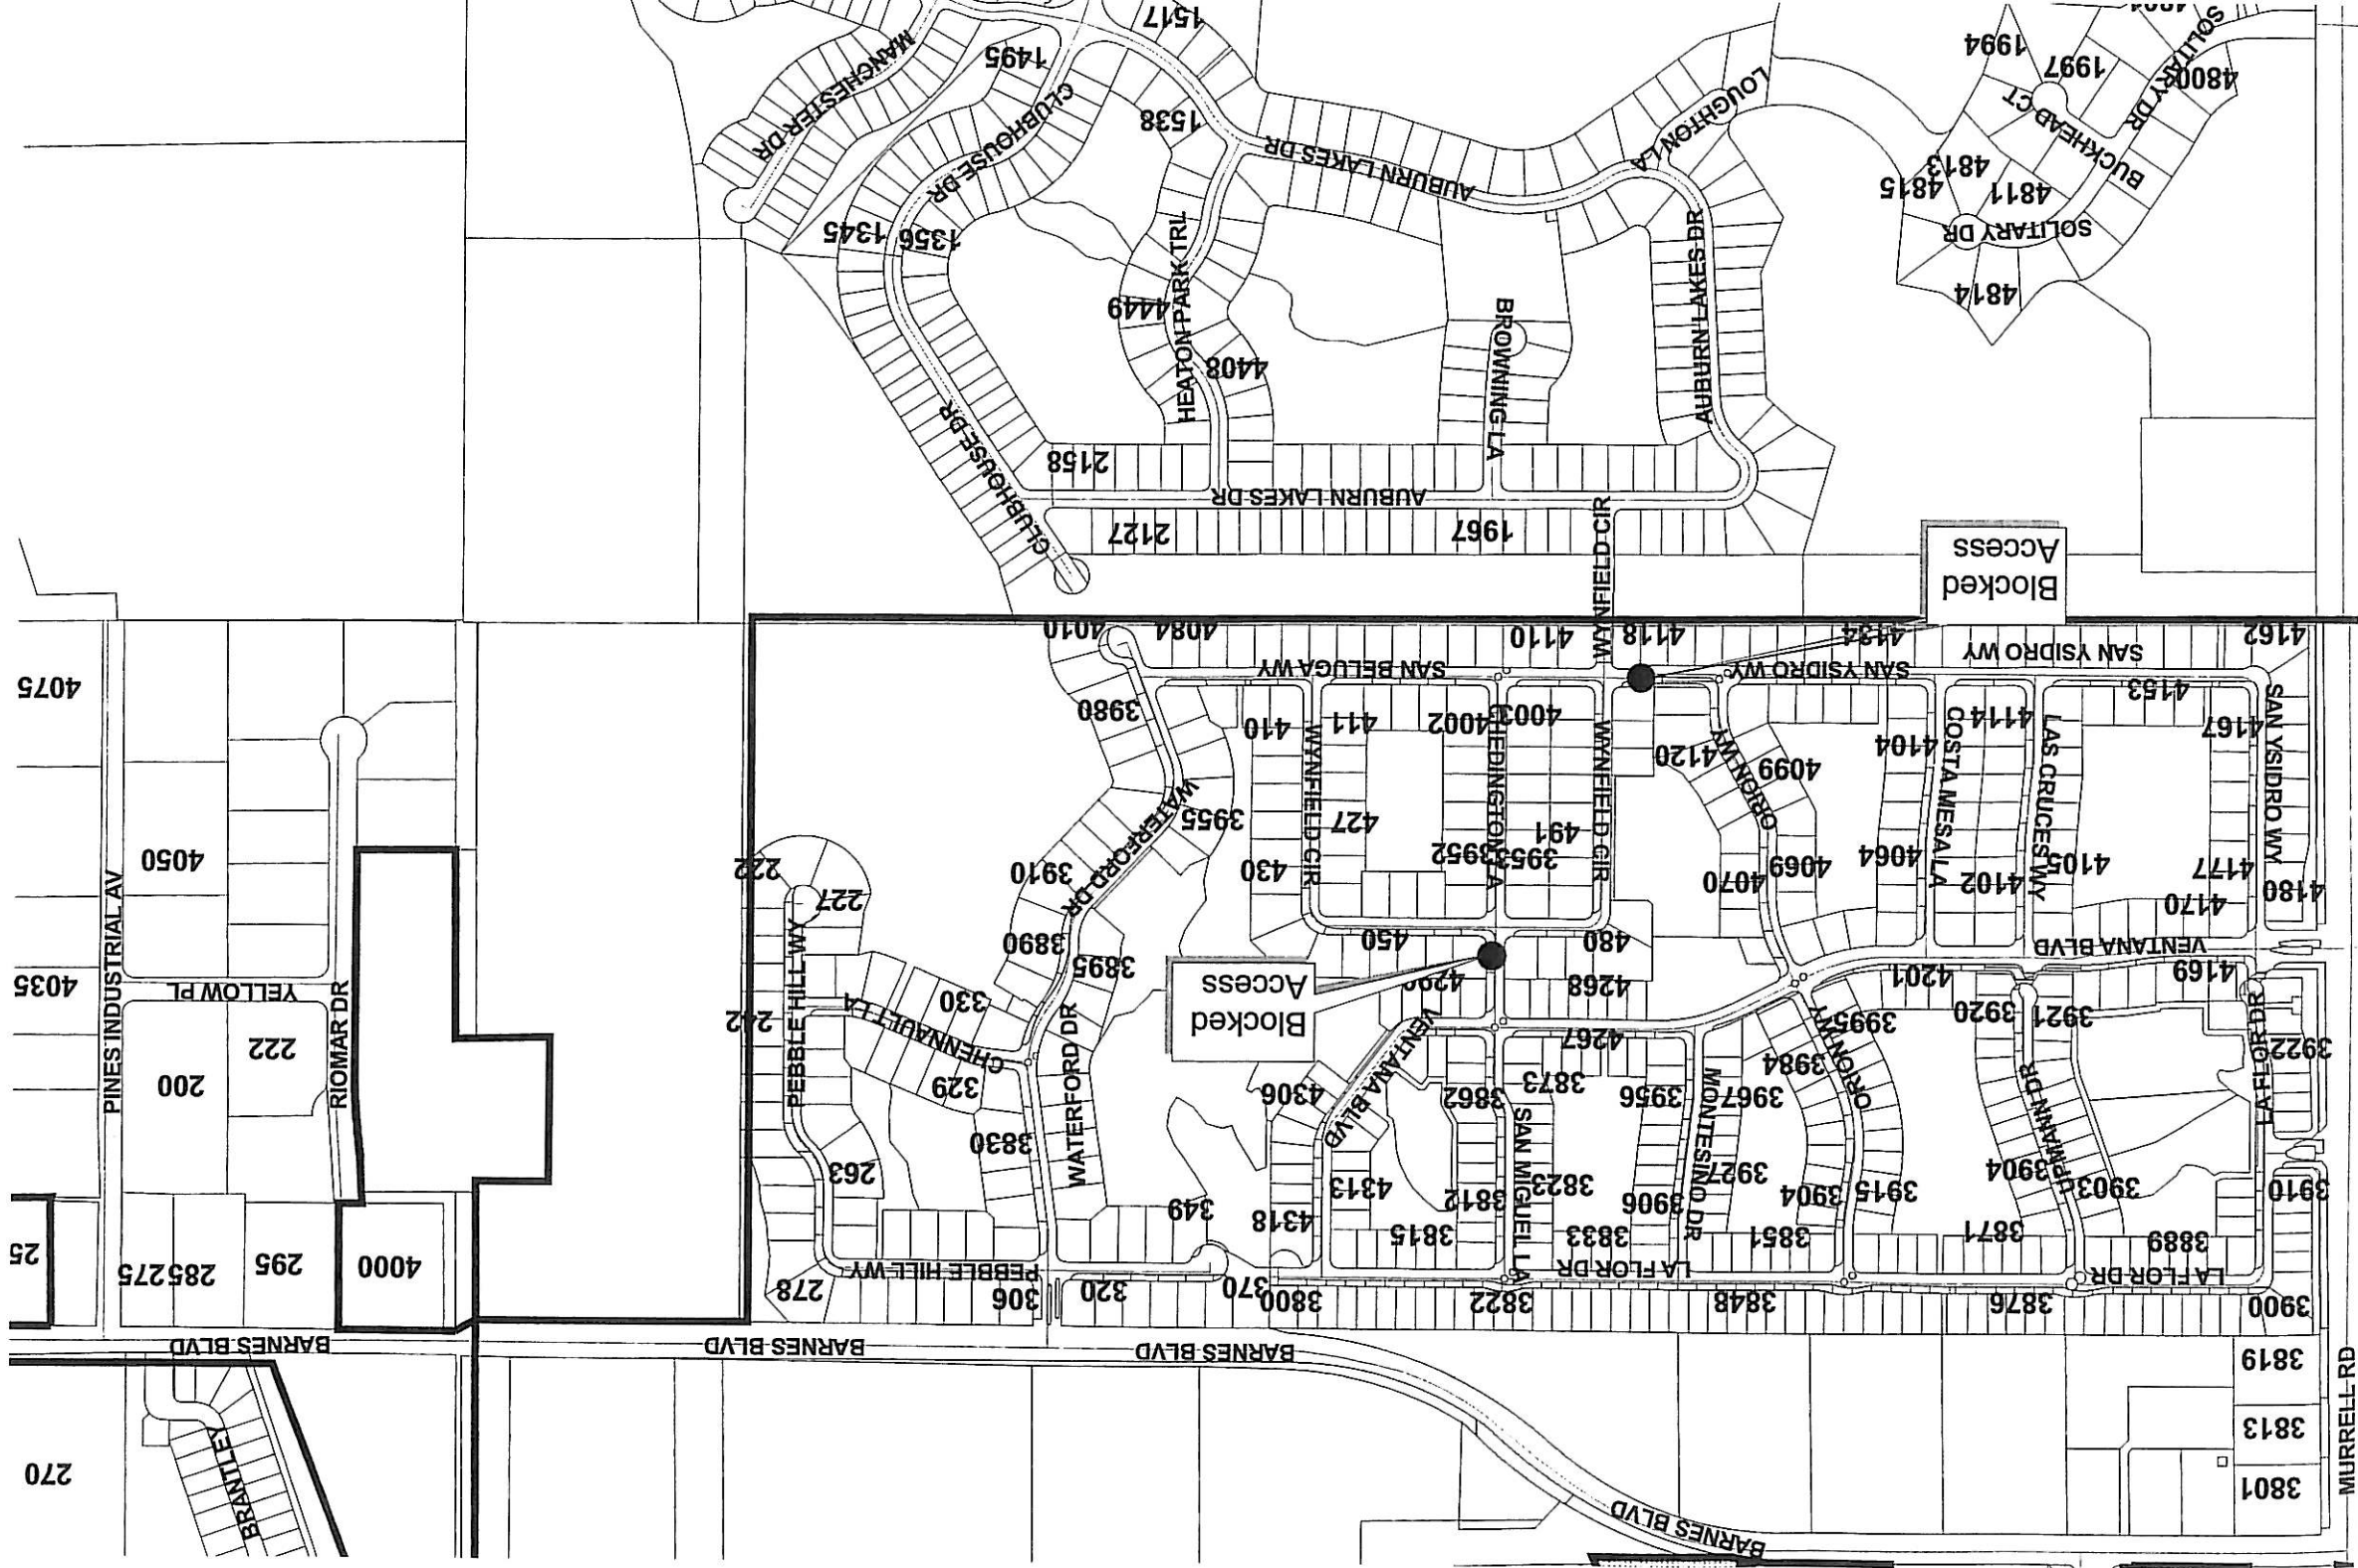 BARNES BLVD
3801
MURRELL RD
3813
3819
BRANTLEY
270
BARNES BLVD
BARNES BLVD
BARNES BLVD
3900
3876
3848
3822
3800
370
320
306
278
LA FLOR DR
LA FLOR DR
PEBBLE HILL WY
4000
295
285
275
25
3889
3871
3851
3833
3815
4318
349
3910
3903
3904
UPMANN DR
3915
3904
3927
3906
MONTESINO DR
3823
3812
SAN MIGUEL LA
4313
3830
263
WATERFORD DR
3922
LA FLOR DR
3984
ORION WY
3967
3956
3873
3862
4306
VENTANA BLVD
329
CHENNAULT LA
330
242
PEBBLE HILL WY
RIOMAR DR
222
200
PINES INDUSTRIAL AV
3921
3920
3995
4267
Blocked
Access
4169
4201
4268
VENTANA BLVD
480
450
3895
3890
YELLOW PL
4035
4180
4170
4177
4105
4102
4064
4069
4070
3953
3952
491
430
427
3910
227
222
4050
SAN YSIDRO WY
LAS CRUCES WY
COSTA MESA LA
ORION WY
WYNFIELD CIR
CHEDINGTON LA
WYNFIELD CIR
3955
WATERFORD DR
4167
4153
4114
4104
4099
4120
4003
4002
411
410
3980
4075
SAN YSIDRO WY
SAN YSIDRO WY
SAN BELUGA WY
4162
4134
4118
4110
4084
4010
Blocked
Access
WYNFIELD CIR
1967
2127
AUBURN LAKES DR
AUBURN LAKES DR
CLUBHOUSE DR
2158
BROWNING LA
AUBURN LAKES DR
4408
HEATON PARK TRL
4449
CLUBHOUSE DR
4814
SOLITARY DR
4811
4815
4813
1356
1345
AUBURN LAKES DR
LOUGHTON LA
BUCKHEAD CT
SOLITARY DR
4800
1997
1994
1538
CLUBHOUSE DR
1495
MANCHESTER DR
1517